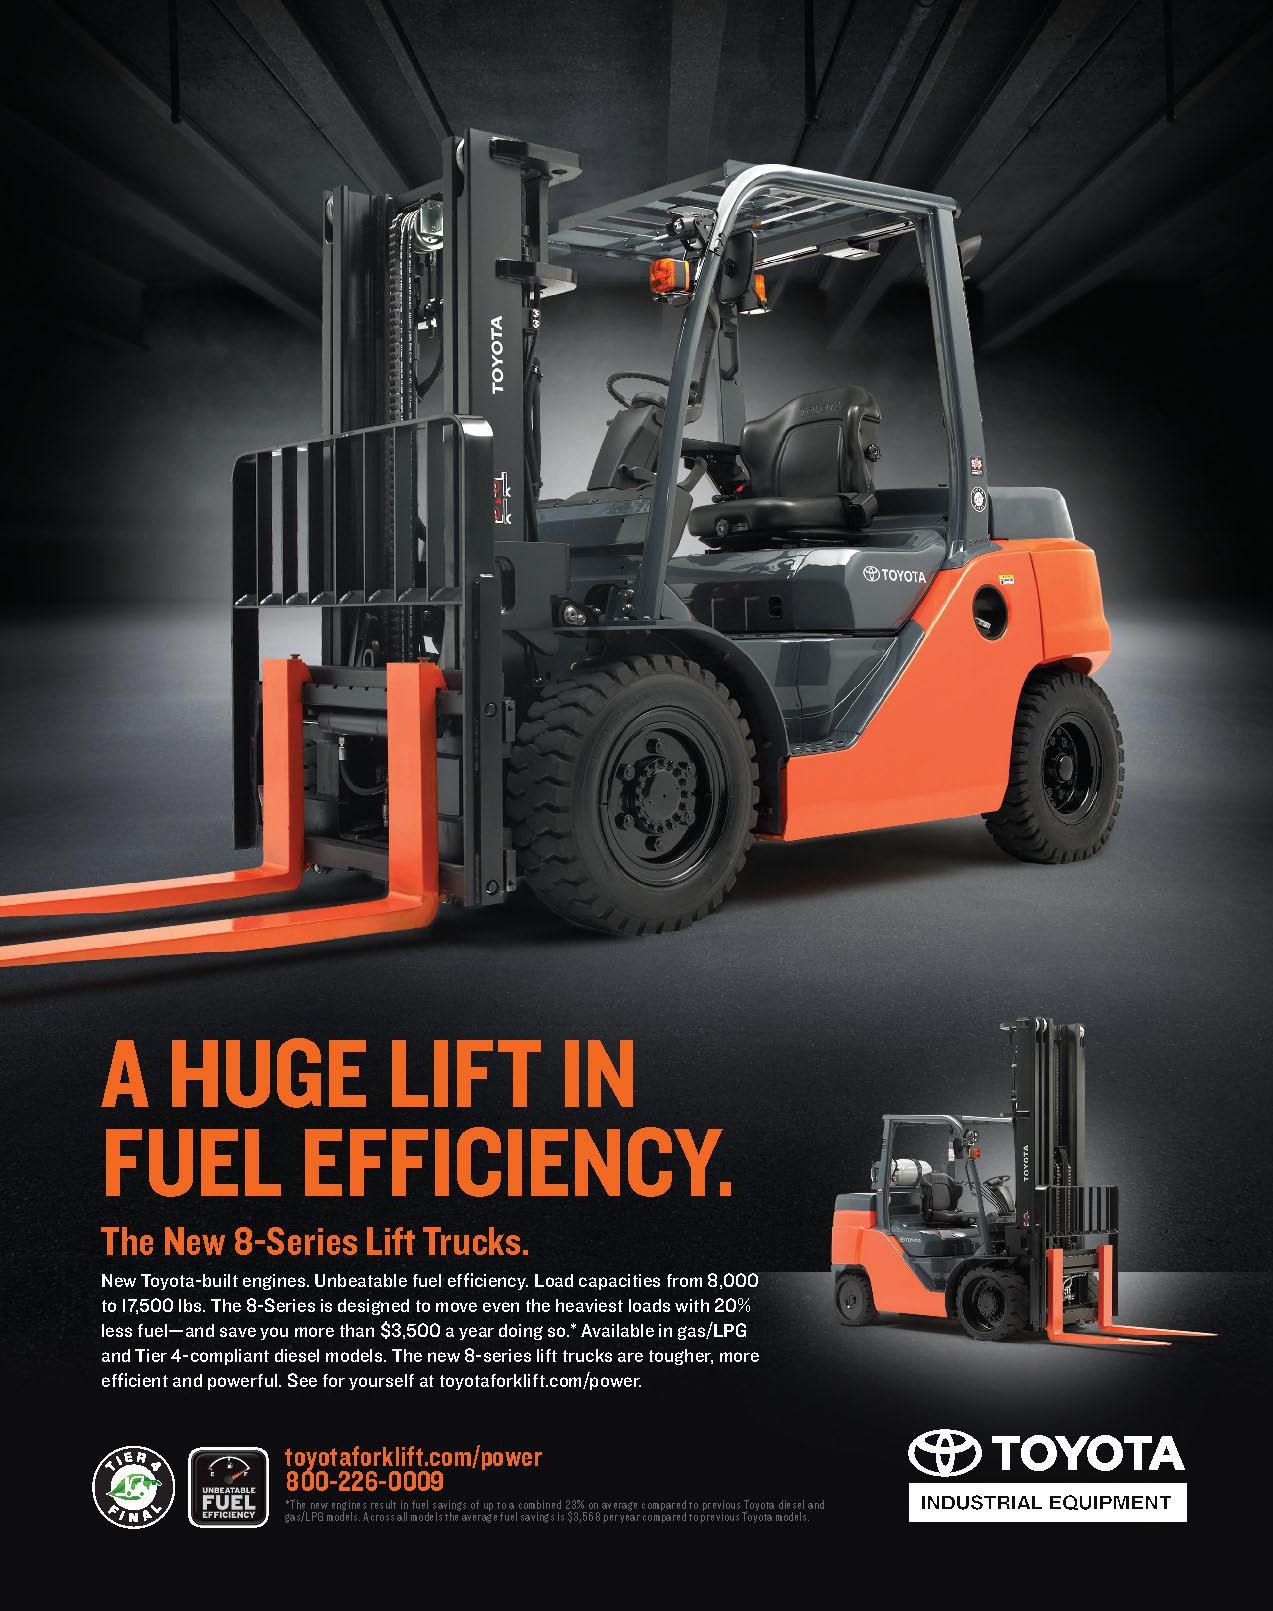 TOYOTA
TOYOTA
TOYOTA
A HUGE LIFT IN
FUEL EFFICIENCY.
The New 8-Series Lift Trucks.
New Toyota-built engines. Unbeatable fuel efficiency. Load capacities from 8,000
to 17,500 lbs. The 8-Series is designed to move even the heaviest loads with 20%
less fuel—and save you more than $3,500 a year doing so.* Available in gas/LPG
and Tier 4-compliant diesel models. The new 8-series lift trucks are tougher, more
efficient and powerful. See for yourself at toyotaforklift.com/power.
TOYOTA
TOYOTA
TIER 4
FINAL
UNBEATABLE
FUEL
EFFICIENCY
toyotaforklift.com/power
800-226-0009
*The new engines result in fuel savings of up to a combined 23% on average compared to previous Toyota diesel and
gas/LPG models. Across all models the average fuel savings is $3,568 per year compared to previous Toyota models.
TOYOTA
INDUSTRIAL EQUIPMENT